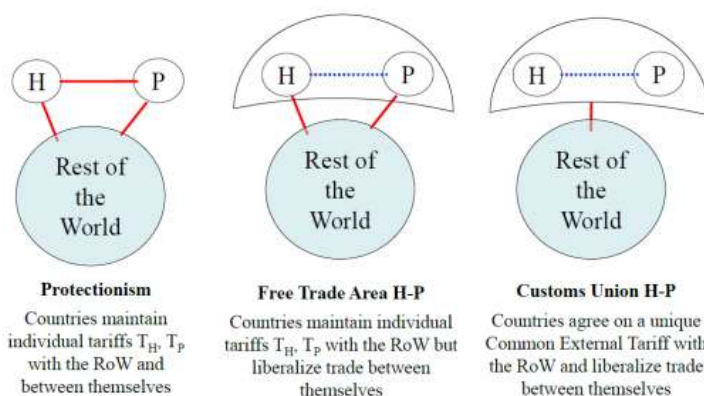 H
P
Rest of
the
World
Protectionism
Countries maintain
individual tariffs T_H, T_P
with the RoW and
between themselves
H
P
Rest of
the
World
Free Trade Area H-P
Countries maintain individual
tariffs T_H, T_P with the RoW but
liberalize trade between
themselves
H
P
Rest of
the
World
Customs Union H-P
Countries agree on a unique
Common External Tariff with
the RoW and liberalize trade
between themselves